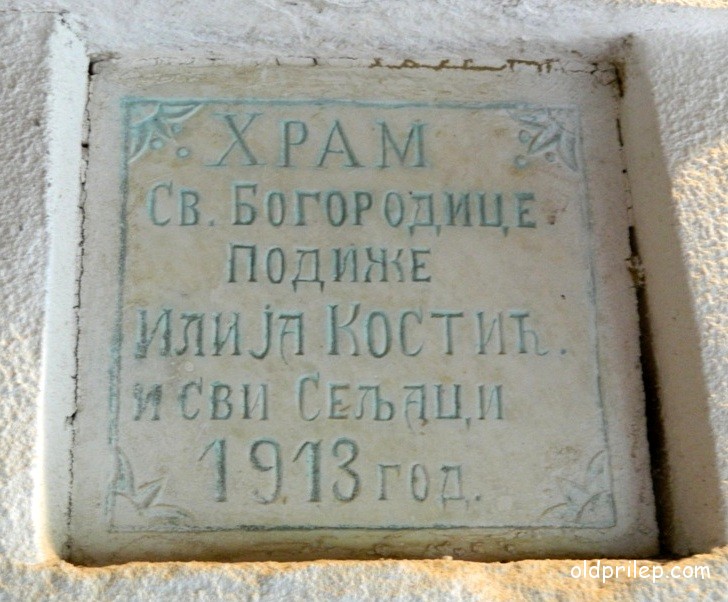 ХРАМ
СВ. БОГОРОДИЦЕ.
ПОДИЖЕ
ИЛИЈА КОСТИЋ.
И СВИ СЕЉАЦИ
1913 ГОД.
oldprilep.com